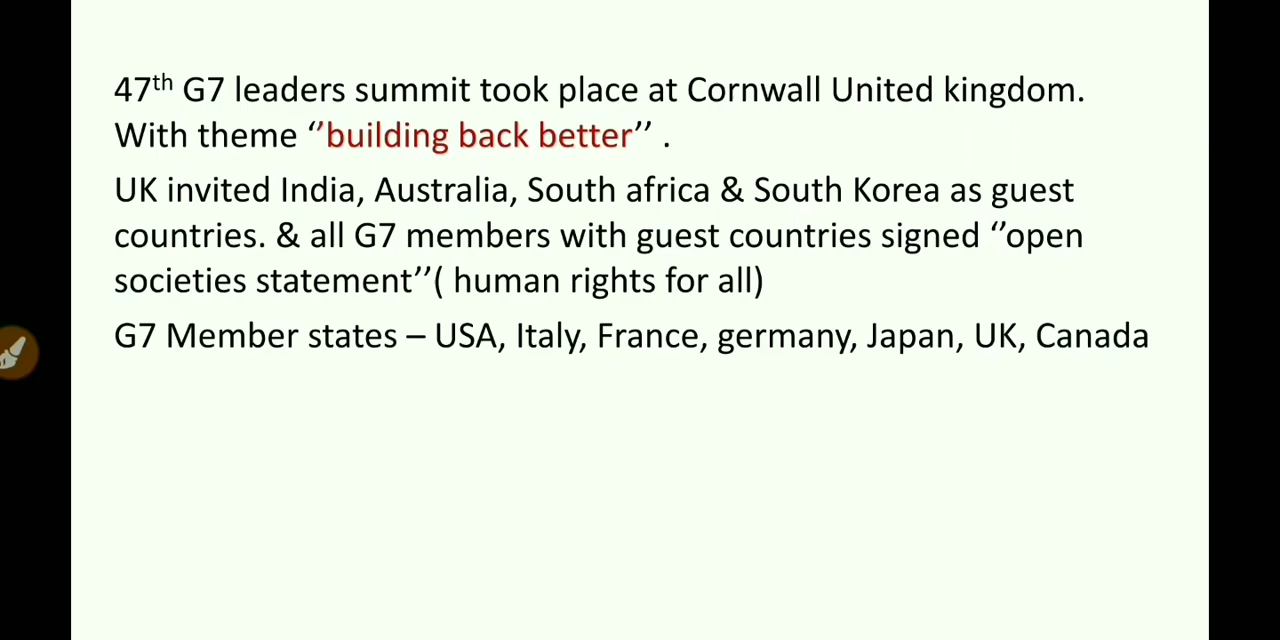 47th G7 leaders summit took place at Cornwall United kingdom.
With theme ‘’building back better’’ .
UK invited India, Australia, South africa & South Korea as guest
countries. & all G7 members with guest countries signed ‘’open
societies statement’’( human rights for all)
G7 Member states – USA, Italy, France, germany, Japan, UK, Canada